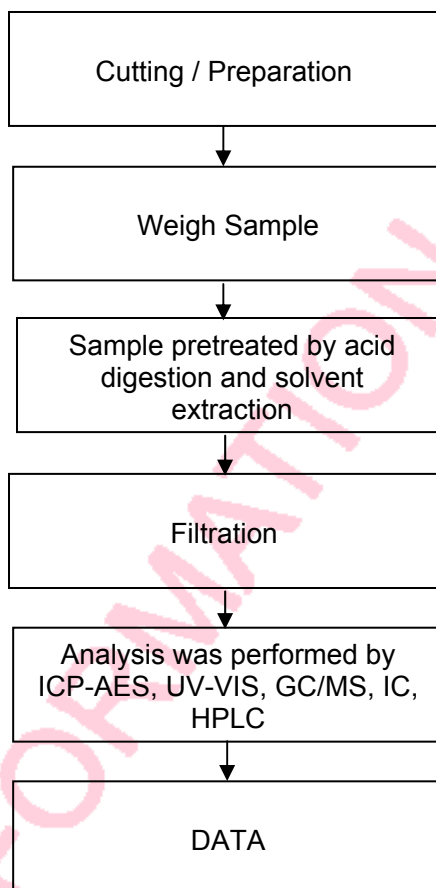 Cutting / Preparation
Weigh Sample
Sample pretreated by acid
digestion and solvent
extraction
Filtration
Analysis was performed by
ICP-AES, UV-VIS, GC/MS, IC,
HPLC
DATA
FORMATION